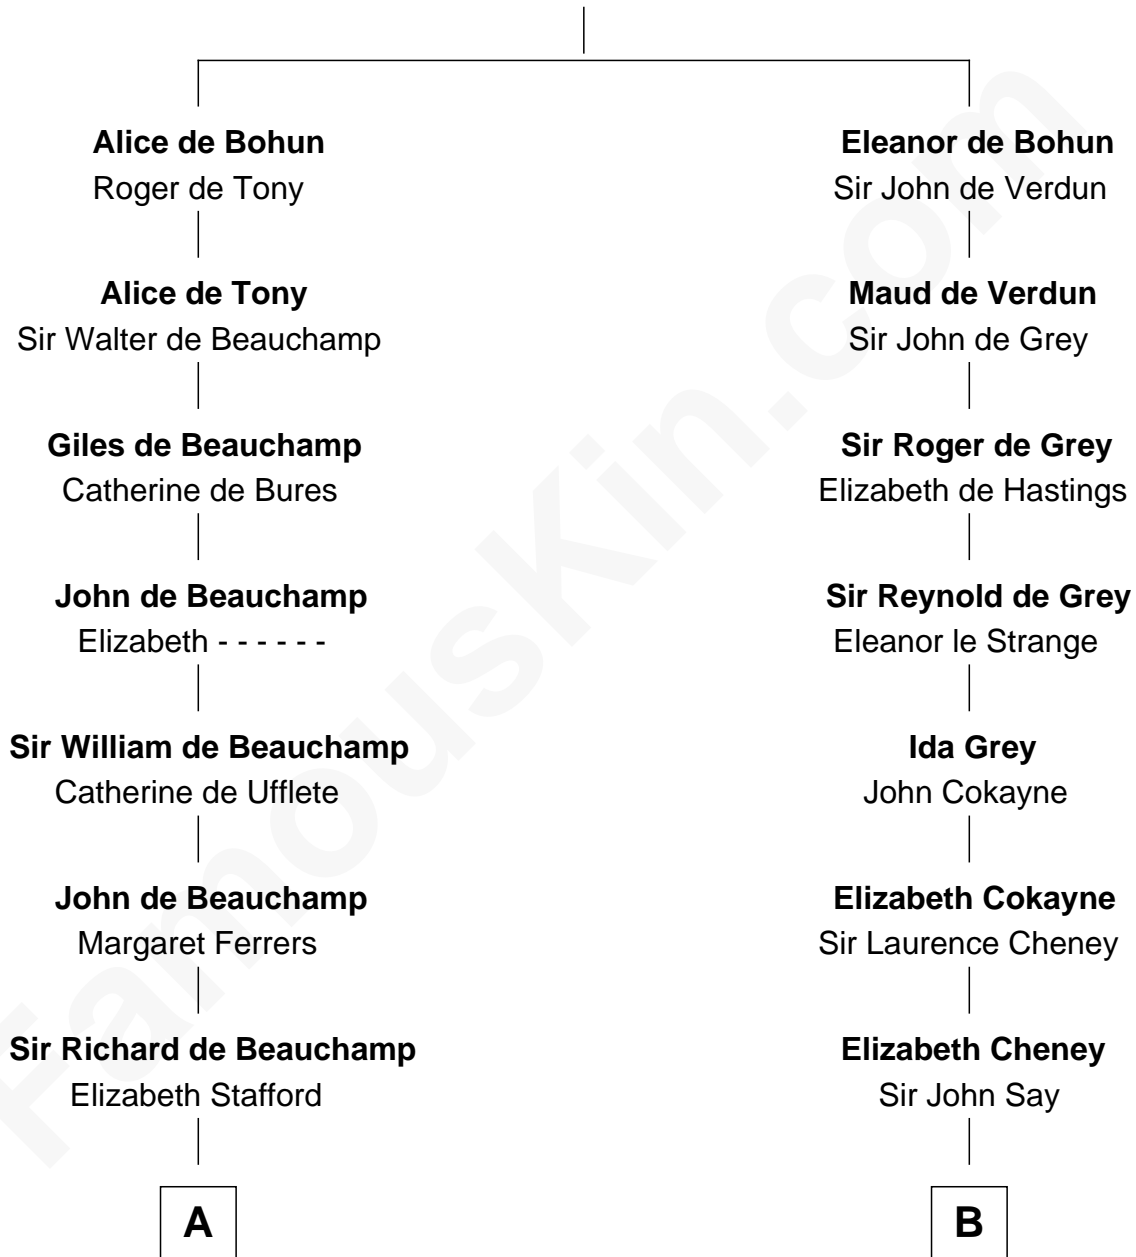 Alice de Bohun
Roger de Tony
Alice de Tony
Sir Walter de Beauchamp
Giles de Beauchamp
Catherine de Bures
John de Beauchamp
Elizabeth - - - - - -
Sir William de Beauchamp
Catherine de Ufflete
John de Beauchamp
Margaret Ferrers
Sir Richard de Beauchamp
Elizabeth Stafford
A
Eleanor de Bohun
Sir John de Verdun
Maud de Verdun
Sir John de Grey
Sir Roger de Grey
Elizabeth de Hastings
Sir Reynold de Grey
Eleanor le Strange
Ida Grey
John Cokayne
Elizabeth Cokayne
Sir Laurence Cheney
Elizabeth Cheney
Sir John Say
B
FamousKin.com